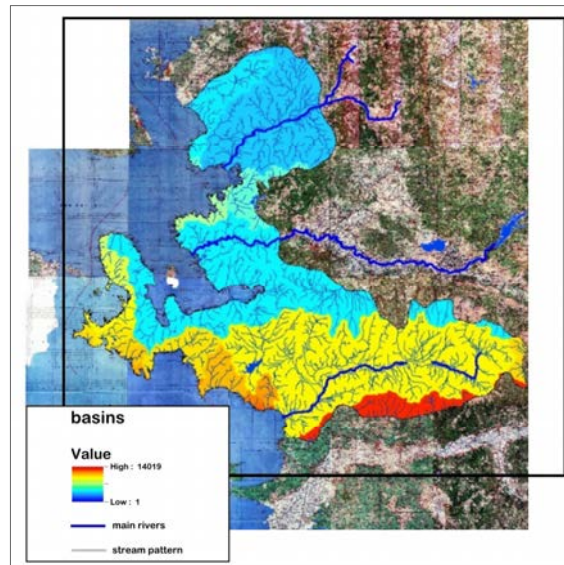 basins
Value
High : 14019
Low : 1
main rivers
stream pattern